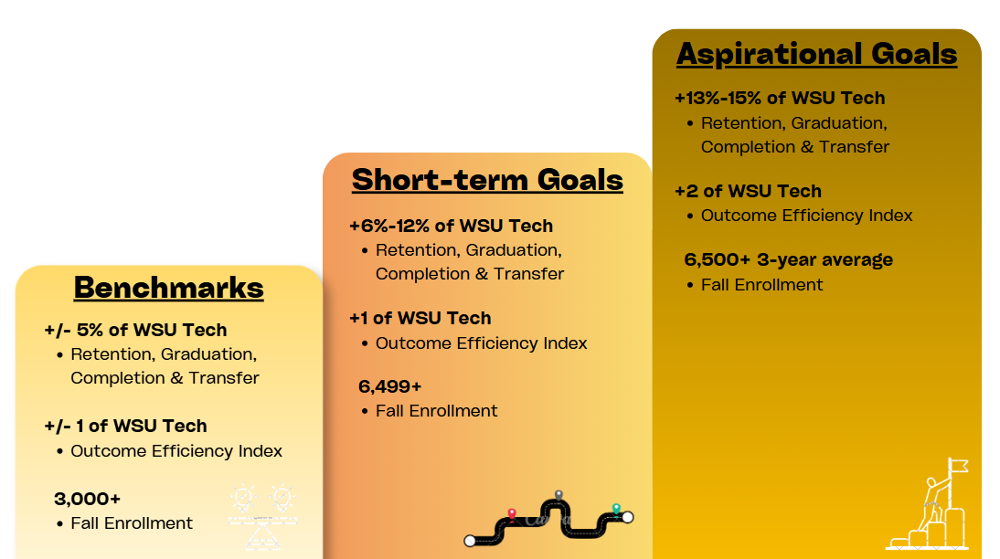 Benchmarks
+/- 5% of WSU Tech
• Retention, Graduation,
Completion & Transfer
+/- 1 of WSU Tech
• Outcome Efficiency Index
3,000+
• Fall Enrollment
Short-term Goals
+6%-12% of WSU Tech
• Retention, Graduation,
Completion & Transfer
+1 of WSU Tech
• Outcome Efficiency Index
6,499+
• Fall Enrollment
Aspirational Goals
+13%-15% of WSU Tech
• Retention, Graduation,
Completion & Transfer
+2 of WSU Tech
• Outcome Efficiency Index
6,500+ 3-year average
• Fall Enrollment